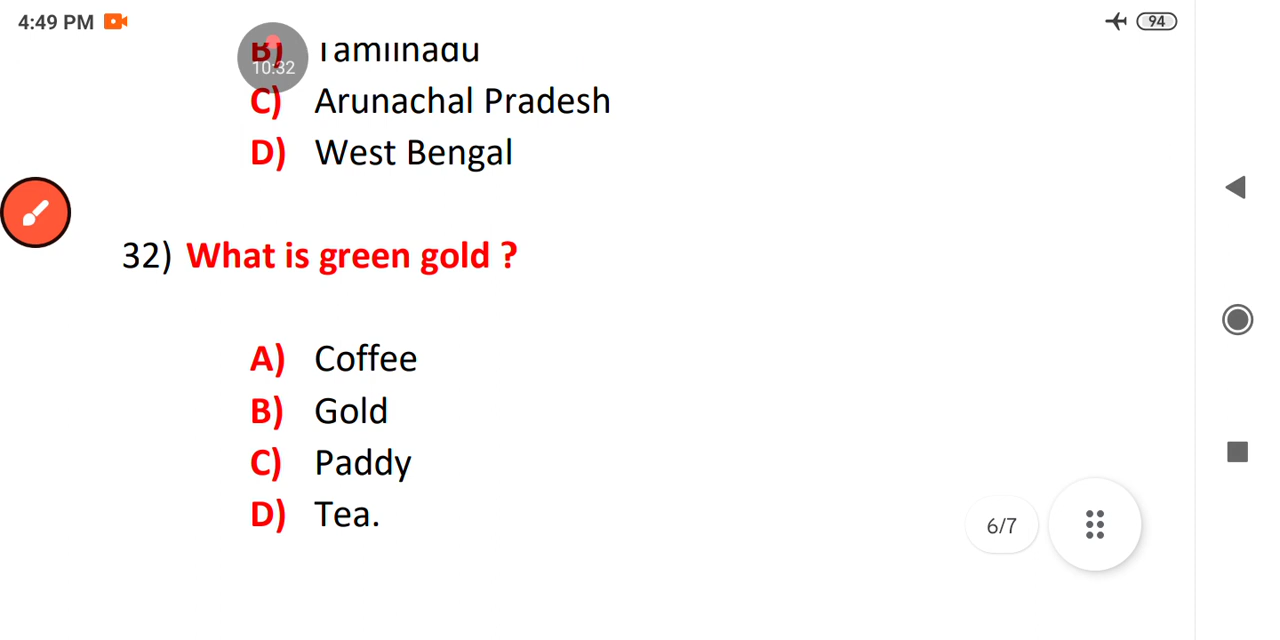 4:49 PM
94
B) Tamilnadu
10:32
C) Arunachal Pradesh
D) West Bengal
32) What is green gold ?
A) Coffee
B) Gold
C) Paddy
D) Tea.
6/7